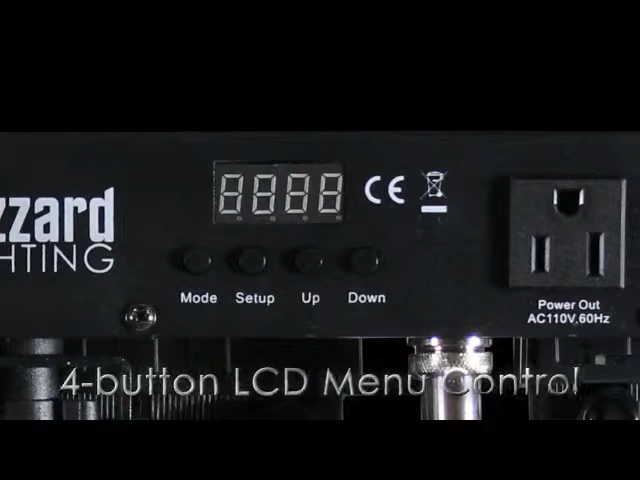 zzard
HTING
8888
CE
Mode Setup Up Down
Power Out
AC110V,60Hz
4-button LCD Menu Control